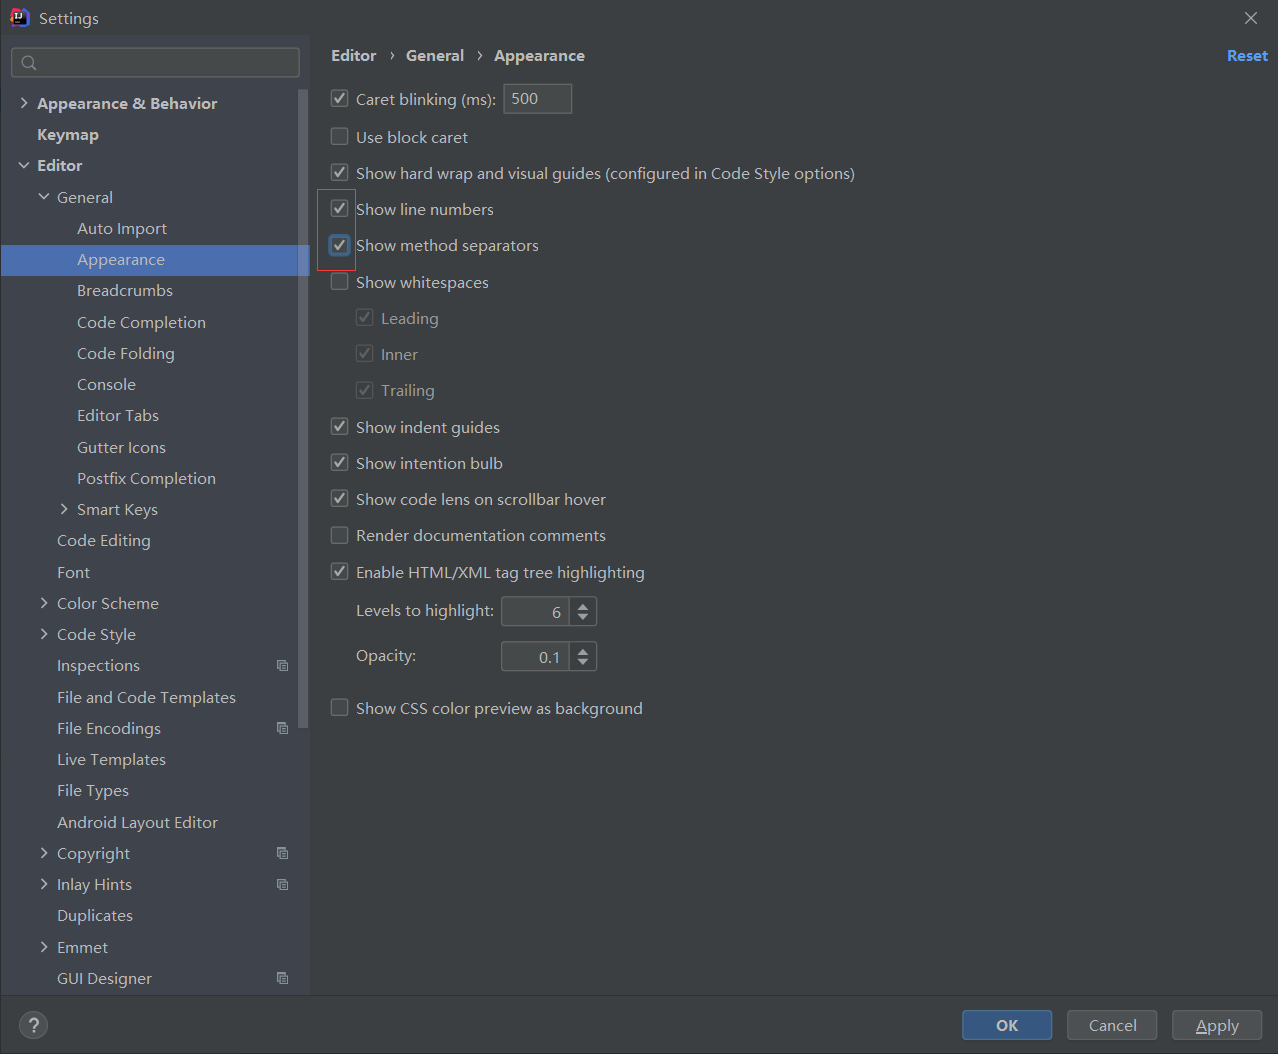 Settings
Appearance & Behavior
Keymap
Editor
General
Auto Import
Appearance
Breadcrumbs
Code Completion
Code Folding
Console
Editor Tabs
Gutter Icons
Postfix Completion
Smart Keys
Code Editing
Font
Color Scheme
Code Style
Inspections
File and Code Templates
File Encodings
Live Templates
File Types
Android Layout Editor
Copyright
Inlay Hints
Duplicates
Emmet
GUI Designer
Editor › General › Appearance
Reset
Caret blinking (ms): 500
Use block caret
Show hard wrap and visual guides (configured in Code Style options)
Show line numbers
Show method separators
Show whitespaces
Leading
Inner
Trailing
Show indent guides
Show intention bulb
Show code lens on scrollbar hover
Render documentation comments
Enable HTML/XML tag tree highlighting
Levels to highlight: 6
Opacity: 0.1
Show CSS color preview as background
?
OK
Cancel
Apply